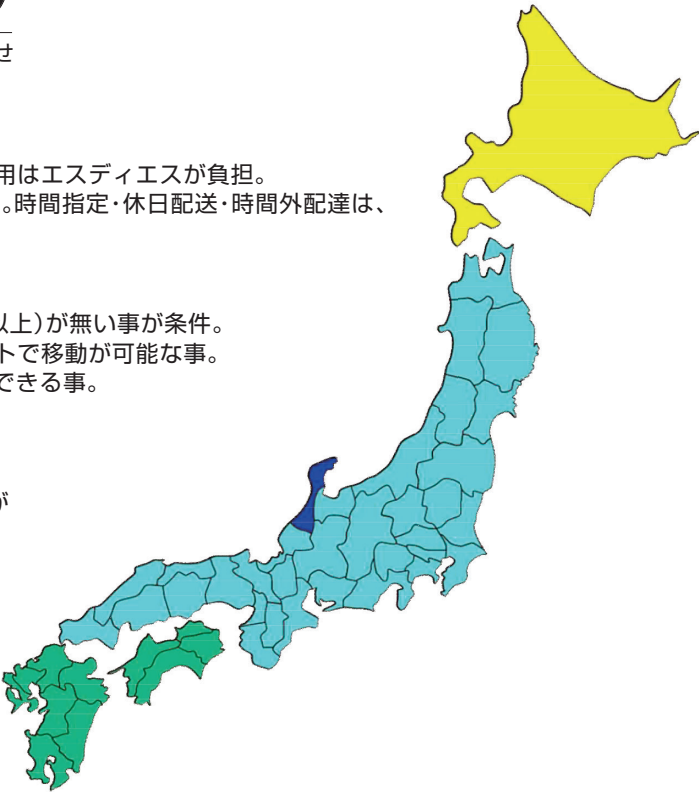 せ
用はエスディエスが負担。
。時間指定・休日配送・時間外配達は、
以上）が無い事が条件。
トで移動が可能な事。
できる事。
が